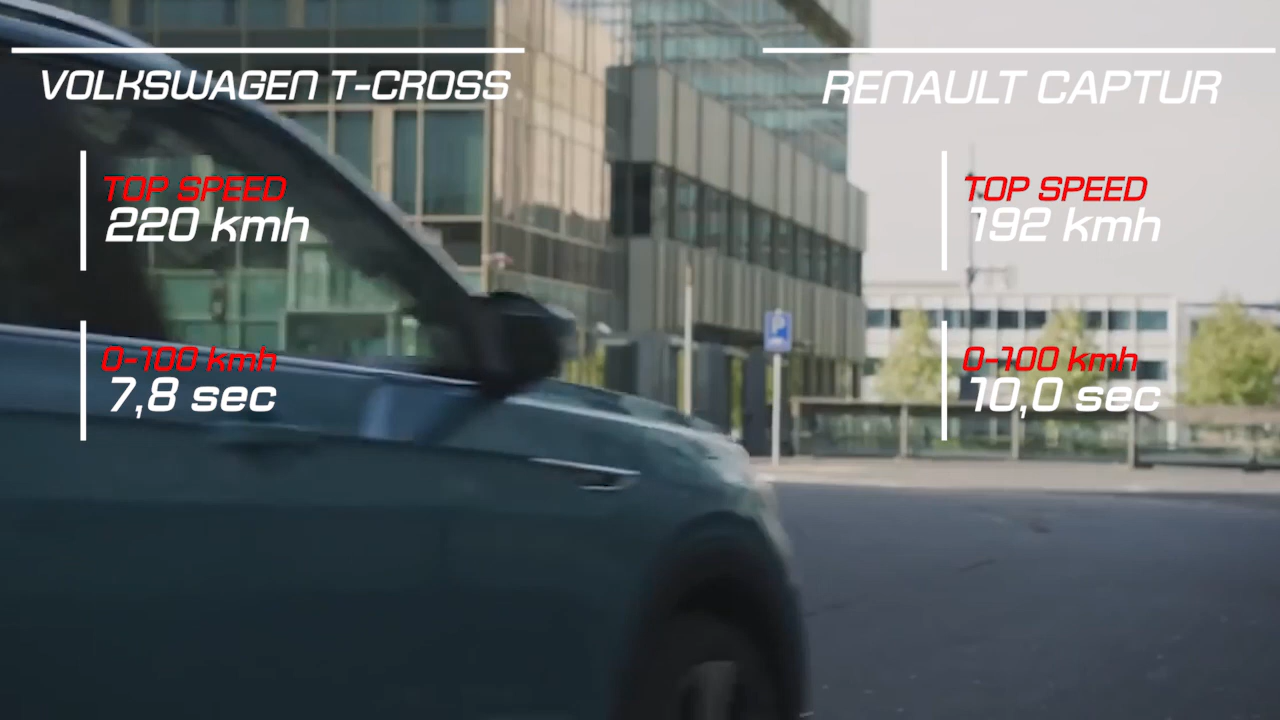 VOLKSWAGEN T-CROSS
TOP SPEED
220 kmh
0-100 kmh
7,8 sec
RENAULT CAPTUR
TOP SPEED
192 kmh
0-100 kmh
10,0 sec
P